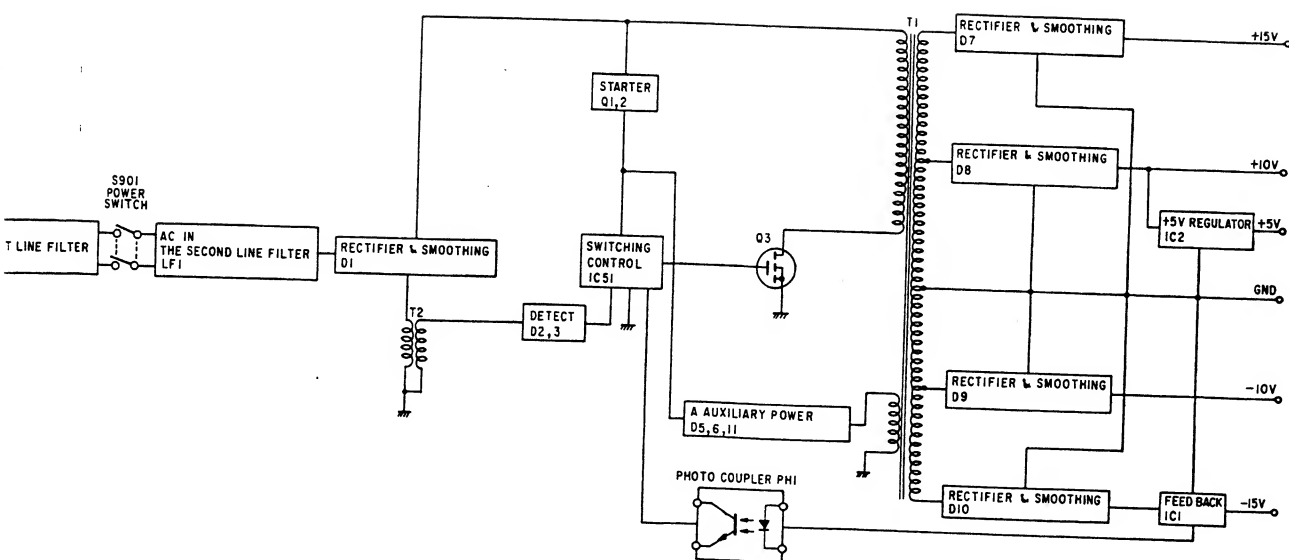 T1
RECTIFIER & SMOOTHING
D7
+15V
STARTER
Q1,2
RECTIFIER & SMOOTHING
D8
+10V
S901
POWER
SWITCH
+5V REGULATOR
IC2
+5V
T LINE FILTER
AC IN
THE SECOND LINE FILTER
LF1
RECTIFIER & SMOOTHING
D1
SWITCHING
CONTROL
IC51
Q3
GND
T2
DETECT
D2,3
RECTIFIER & SMOOTHING
D9
-10V
A AUXILIARY POWER
D5,6,11
PHOTO COUPLER PH1
RECTIFIER & SMOOTHING
D10
FEED BACK
IC1
-15V